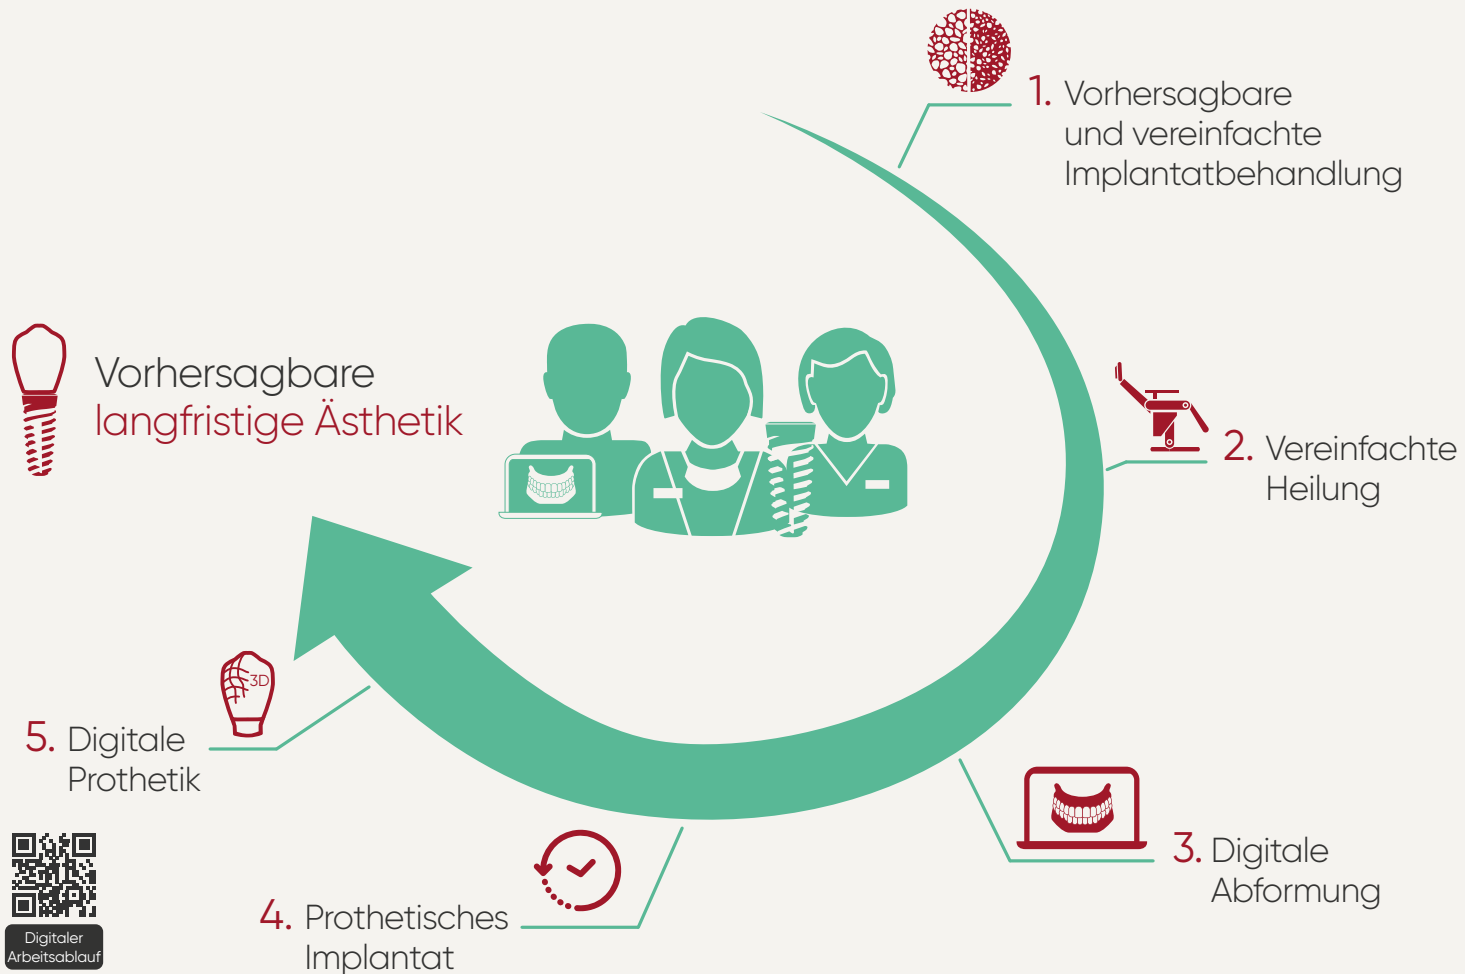 1. Vorhersagbare
und vereinfachte
Implantatbehandlung
Vorhersagbare
langfristige Ästhetik
2. Vereinfachte
Heilung
3D
5. Digitale
Prothetik
3. Digitale
Abformung
4. Prothetisches
Implantat
Digitaler
Arbeitsablauf